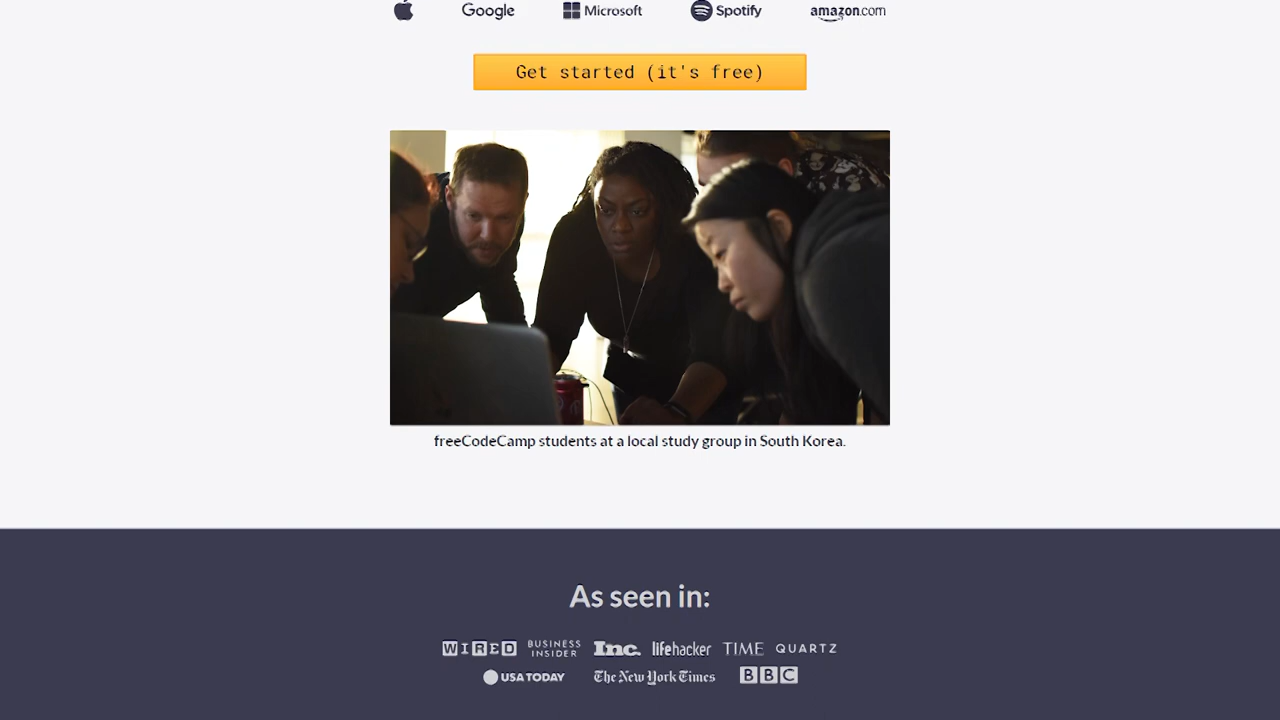 Google Microsoft Spotify amazon.com
Get started (it's free)
freeCodeCamp students at a local study group in South Korea.
As seen in:
WIRED BUSINESS INSIDER Inc. lifehacker TIME QUARTZ
USA TODAY The New York Times BBC